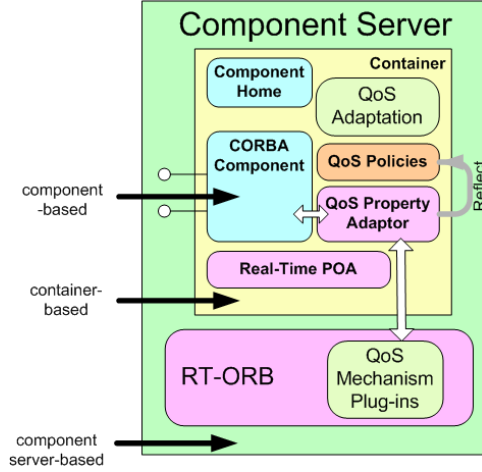 Component Server
Container
Component
Home
QoS
Adaptation
CORBA
Component
QoS Policies
component
-based
QoS Property
Adaptor
Reflect
Real-Time POA
container-
based
RT-ORB
QoS
Mechanism
Plug-ins
component
server-based